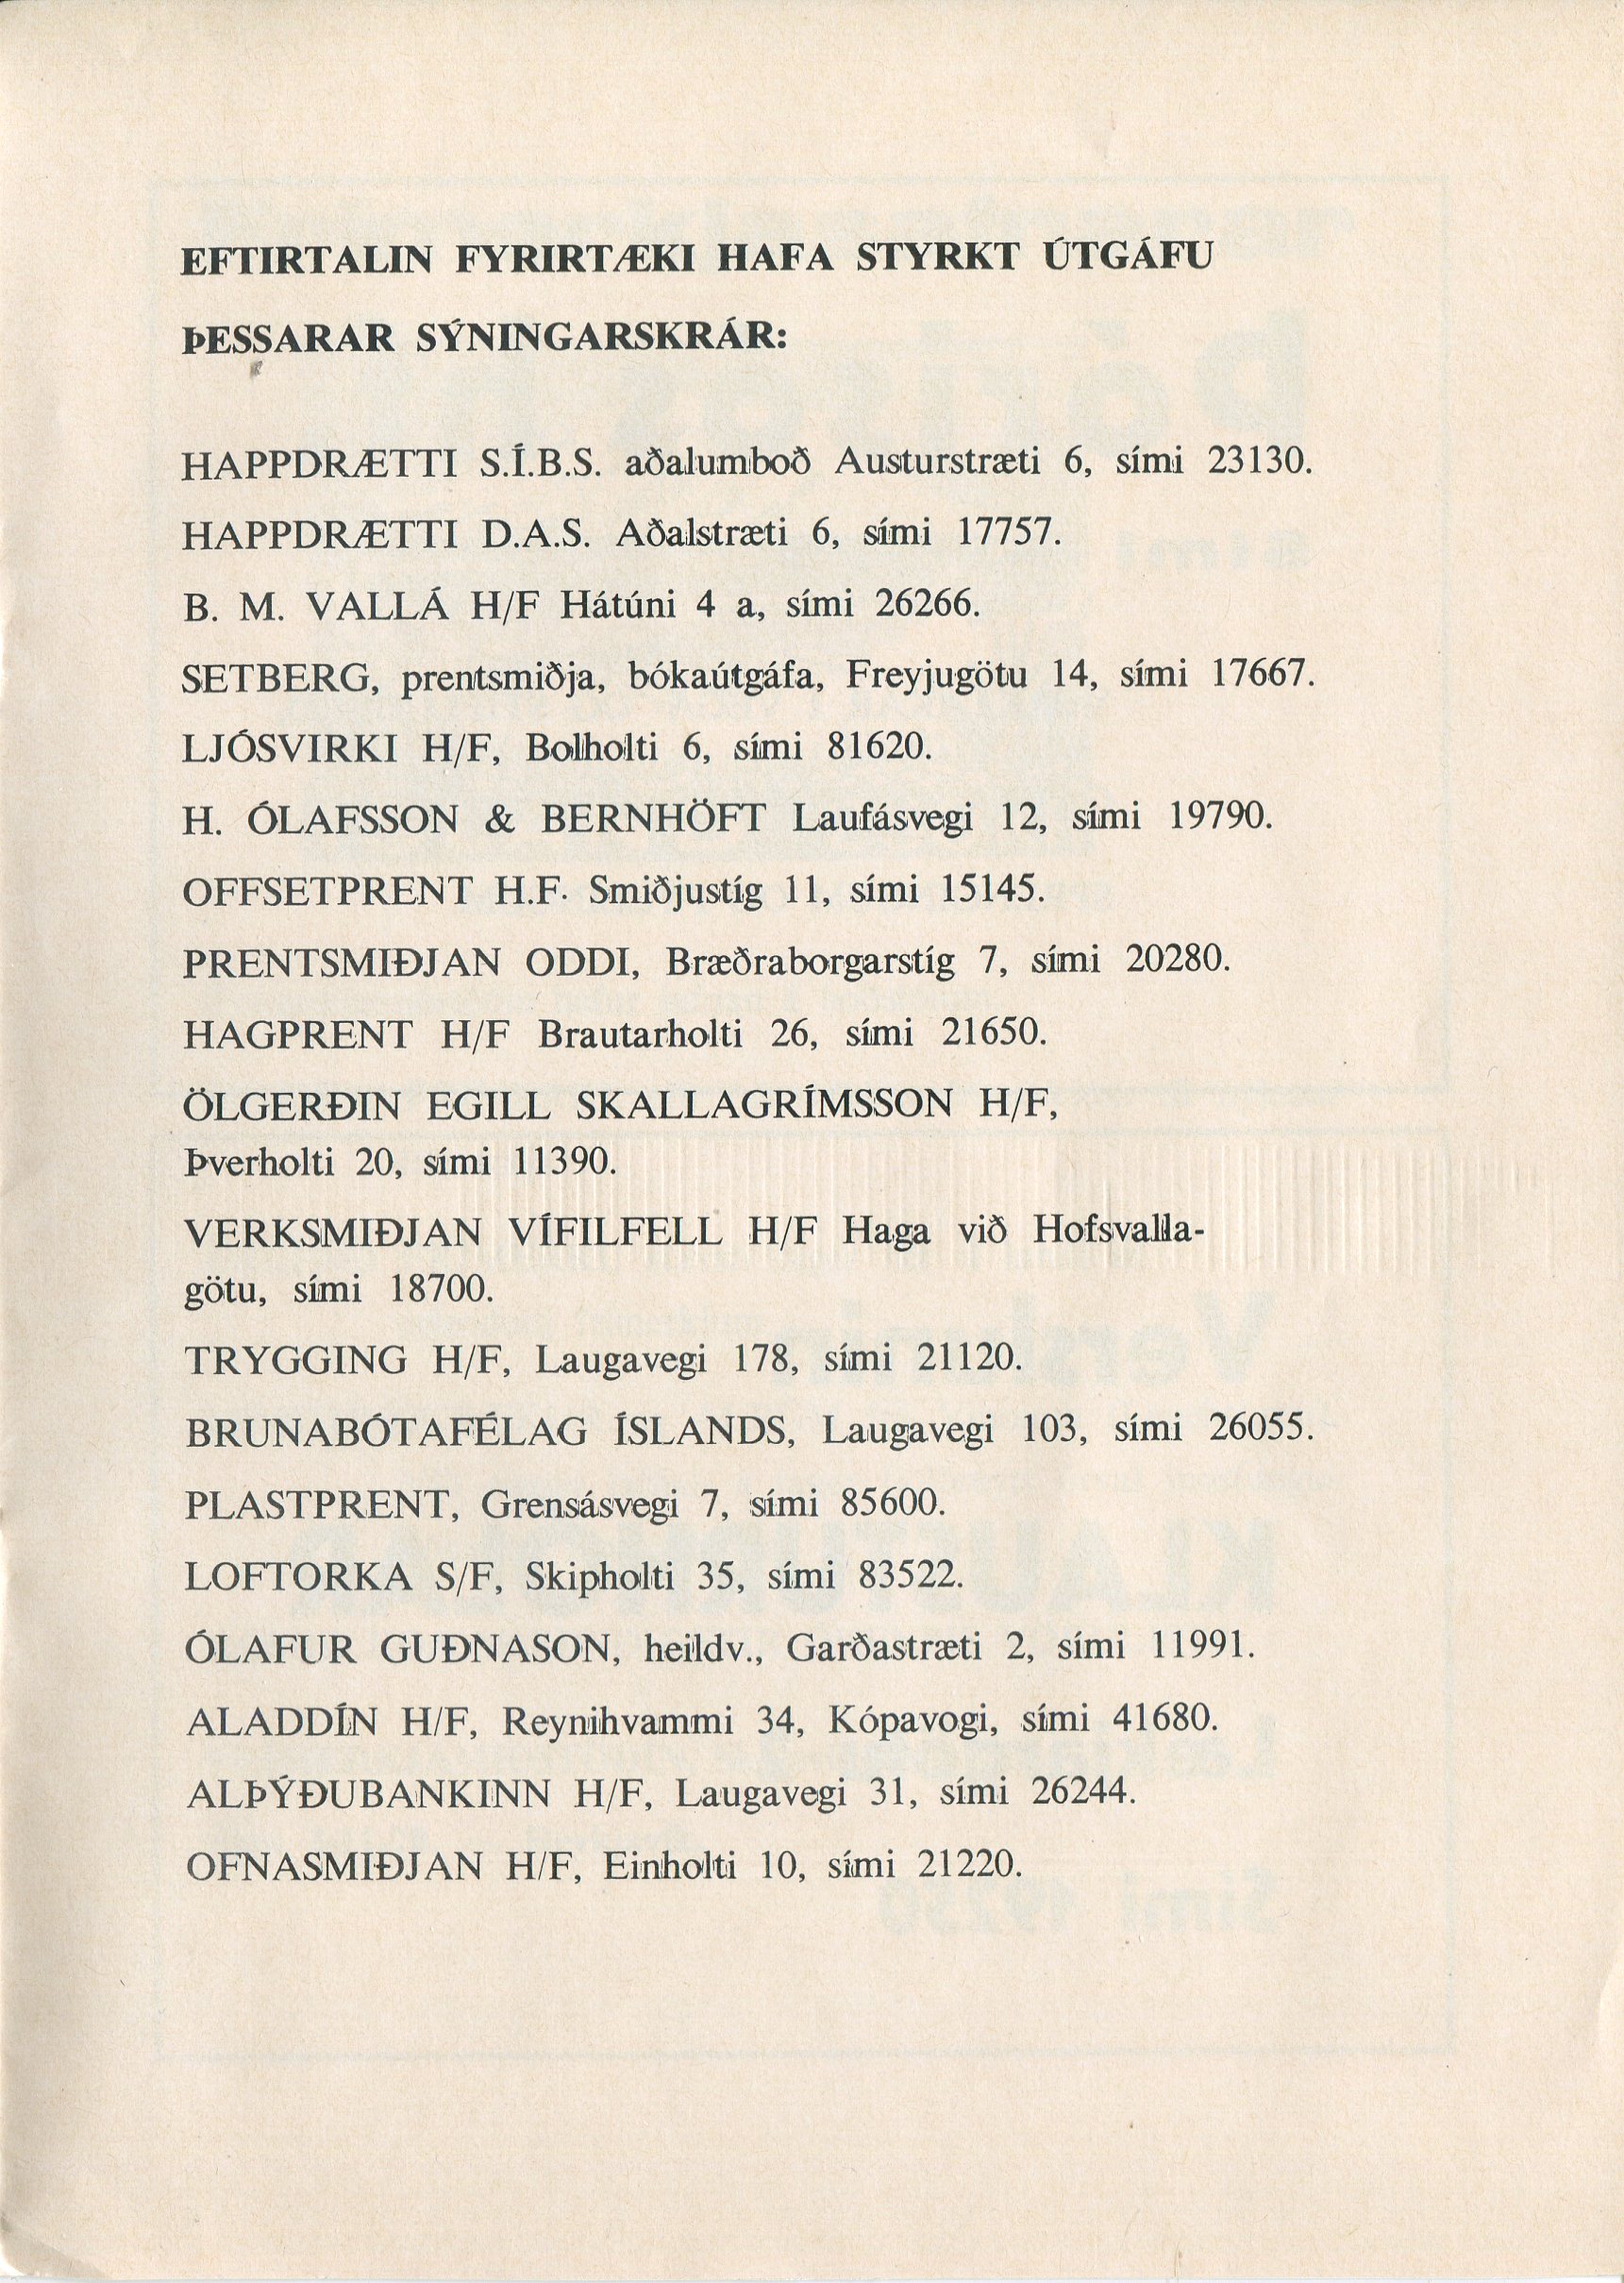 EFTIRTALIN FYRIRTÆKI HAFA STYRKT ÚTGÁFU
ÞESSARAR SÝNINGARSKRÁR:
HAPPDRÆTTI S.Í.B.S. aðalumboð Austurstræti 6, sími 23130.
HAPPDRÆTTI D.A.S. Aðalstræti 6, sími 17757.
B. M. VALLÁ H/F Hátúni 4 a, sími 26266.
SETBERG, prentsmiðja, bókaútgáfa, Freyjugötu 14, sími 17667.
LJÓSVIRKI H/F, Bolholti 6, sími 81620.
H. ÓLAFSSON & BERNHÖFT Laufásvegi 12, sími 19790.
OFFSETPRENT H.F. Smiðjustíg 11, sími 15145.
PRENTSMIÐJAN ODDI, Bræðraborgarstíg 7, sími 20280.
HAGPRENT H/F Brautarholti 26, sími 21650.
ÖLGERÐIN EGILL SKALLAGRÍMSSON H/F,
Þverholti 20, sími 11390.
VERKSMIÐJAN VÍFILFELL H/F Haga við Hofsvalla-
götu, sími 18700.
TRYGGING H/F, Laugavegi 178, sími 21120.
BRUNABÓTAFÉLAG ÍSLANDS, Laugavegi 103, sími 26055.
PLASTPRENT, Grensásvegi 7, sími 85600.
LOFTORKA S/F, Skipholti 35, sími 83522.
ÓLAFUR GUÐNASON, heildv., Garðastræti 2, sími 11991.
ALADDÍN H/F, Reynihvammi 34, Kópavogi, sími 41680.
ALÞÝÐUBANKINN H/F, Laugavegi 31, sími 26244.
OFNASMIÐJAN H/F, Einholti 10, sími 21220.